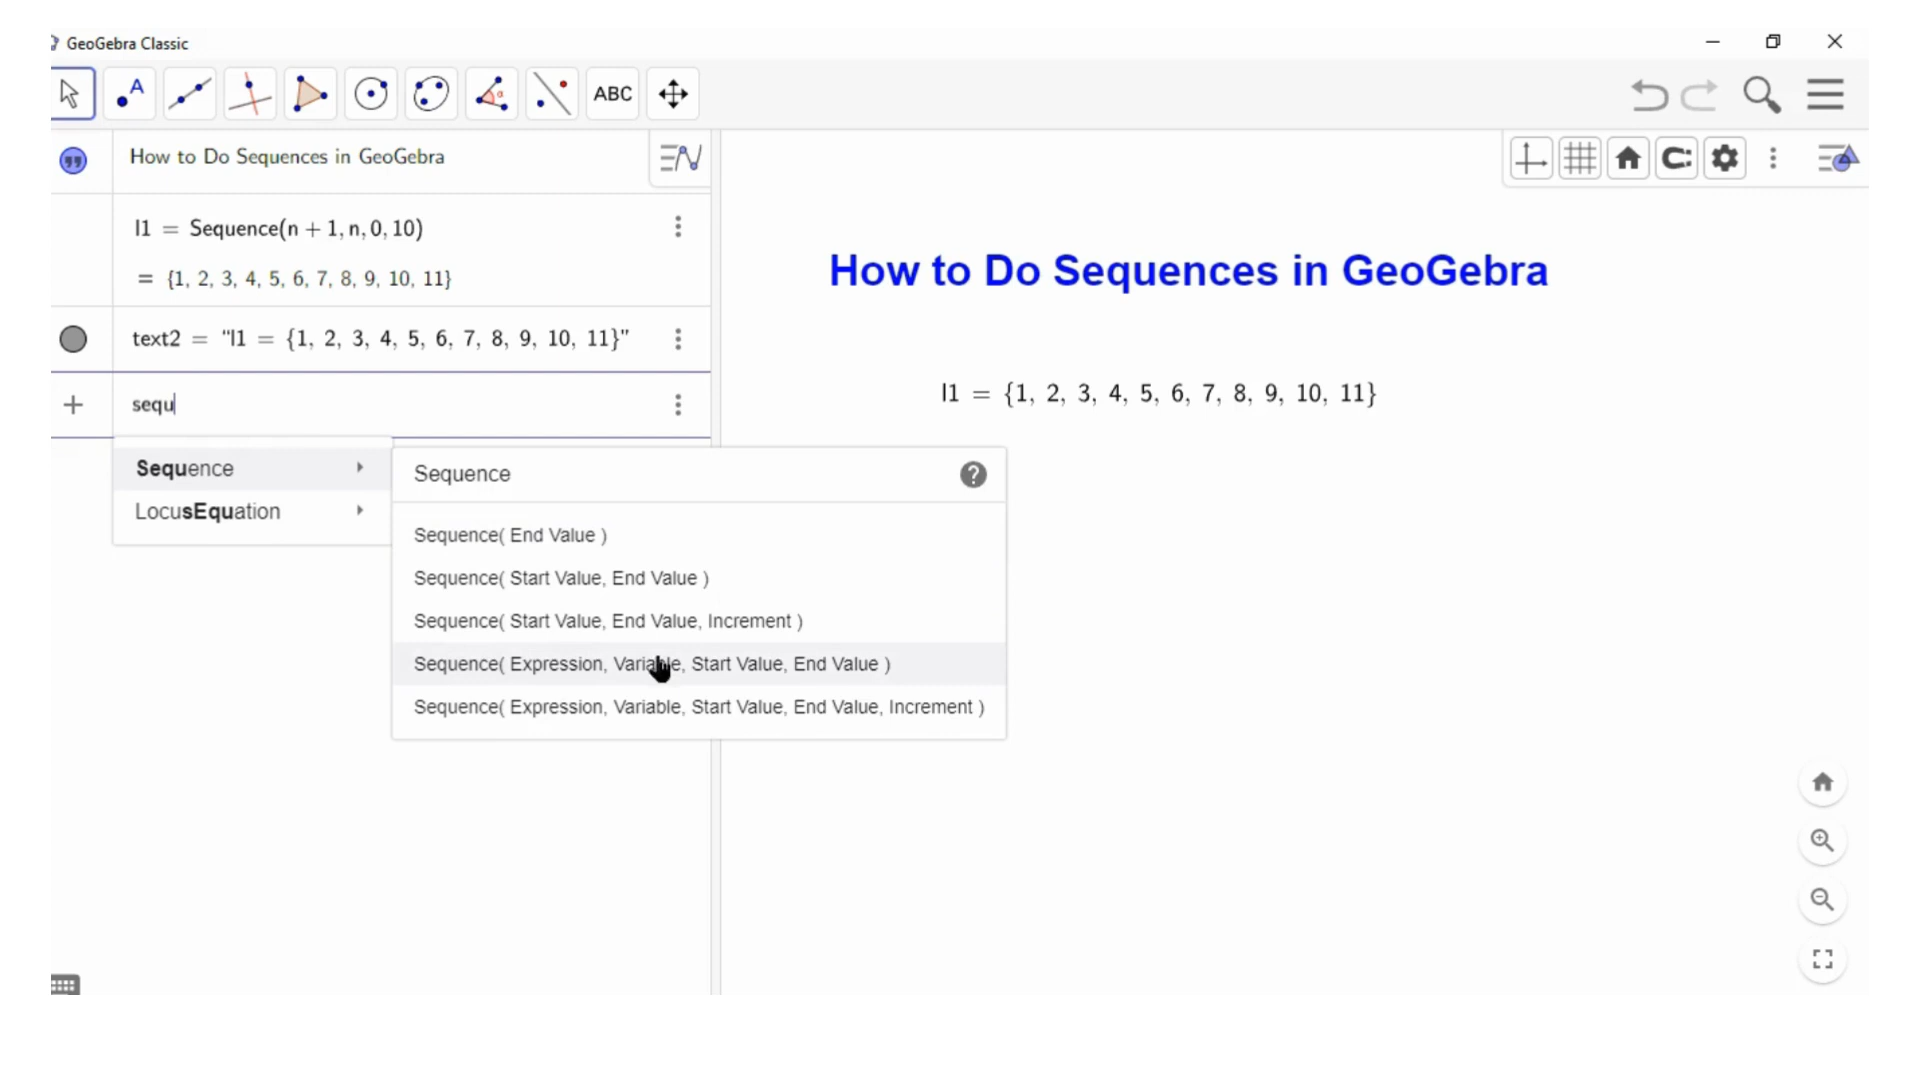 GeoGebra Classic
A
α
ABC
How to Do Sequences in GeoGebra
l1 = Sequence(n + 1, n, 0, 10)
= {1, 2, 3, 4, 5, 6, 7, 8, 9, 10, 11}
text2 = "l1 = {1, 2, 3, 4, 5, 6, 7, 8, 9, 10, 11}"
sequ
Sequence
LocusEquation
Sequence
Sequence( End Value )
Sequence( Start Value, End Value )
Sequence( Start Value, End Value, Increment )
Sequence( Expression, Variable, Start Value, End Value )
Sequence( Expression, Variable, Start Value, End Value, Increment )
How to Do Sequences in GeoGebra
l1 = {1, 2, 3, 4, 5, 6, 7, 8, 9, 10, 11}